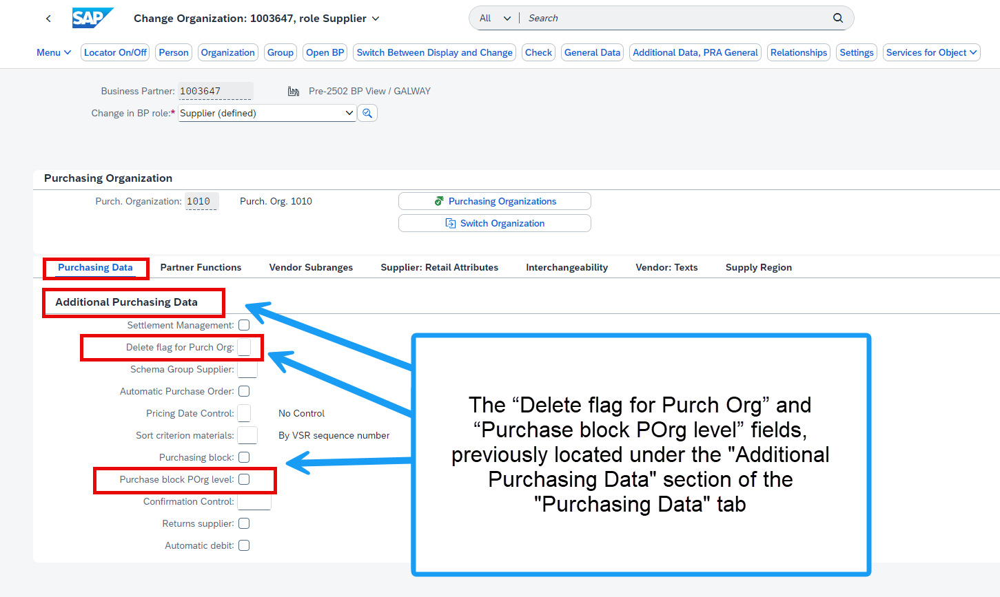 SAP Change Organization: 1003647, role Supplier
All Search
Menu Locator On/Off Person Organization Group Open BP Switch Between Display and Change Check General Data Additional Data, PRA General Relationships Settings Services for Object
Business Partner: 1003647 Pre-2502 BP View / GALWAY
Change in BP role:* Supplier (defined)
Purchasing Organization
Purch. Organization: 1010 Purch. Org. 1010 Purchasing Organizations
Switch Organization
Purchasing Data Partner Functions Vendor Subranges Supplier: Retail Attributes Interchangeability Vendor: Texts Supply Region
Additional Purchasing Data
Settlement Management:
Delete flag for Purch Org:
Schema Group Supplier:
Automatic Purchase Order:
Pricing Date Control: No Control
Sort criterion materials: By VSR sequence number
Purchasing block:
Purchase block POrg level:
Confirmation Control:
Returns supplier:
Automatic debit:
The “Delete flag for Purch Org” and
“Purchase block POrg level” fields,
previously located under the "Additional
Purchasing Data" section of the
"Purchasing Data" tab